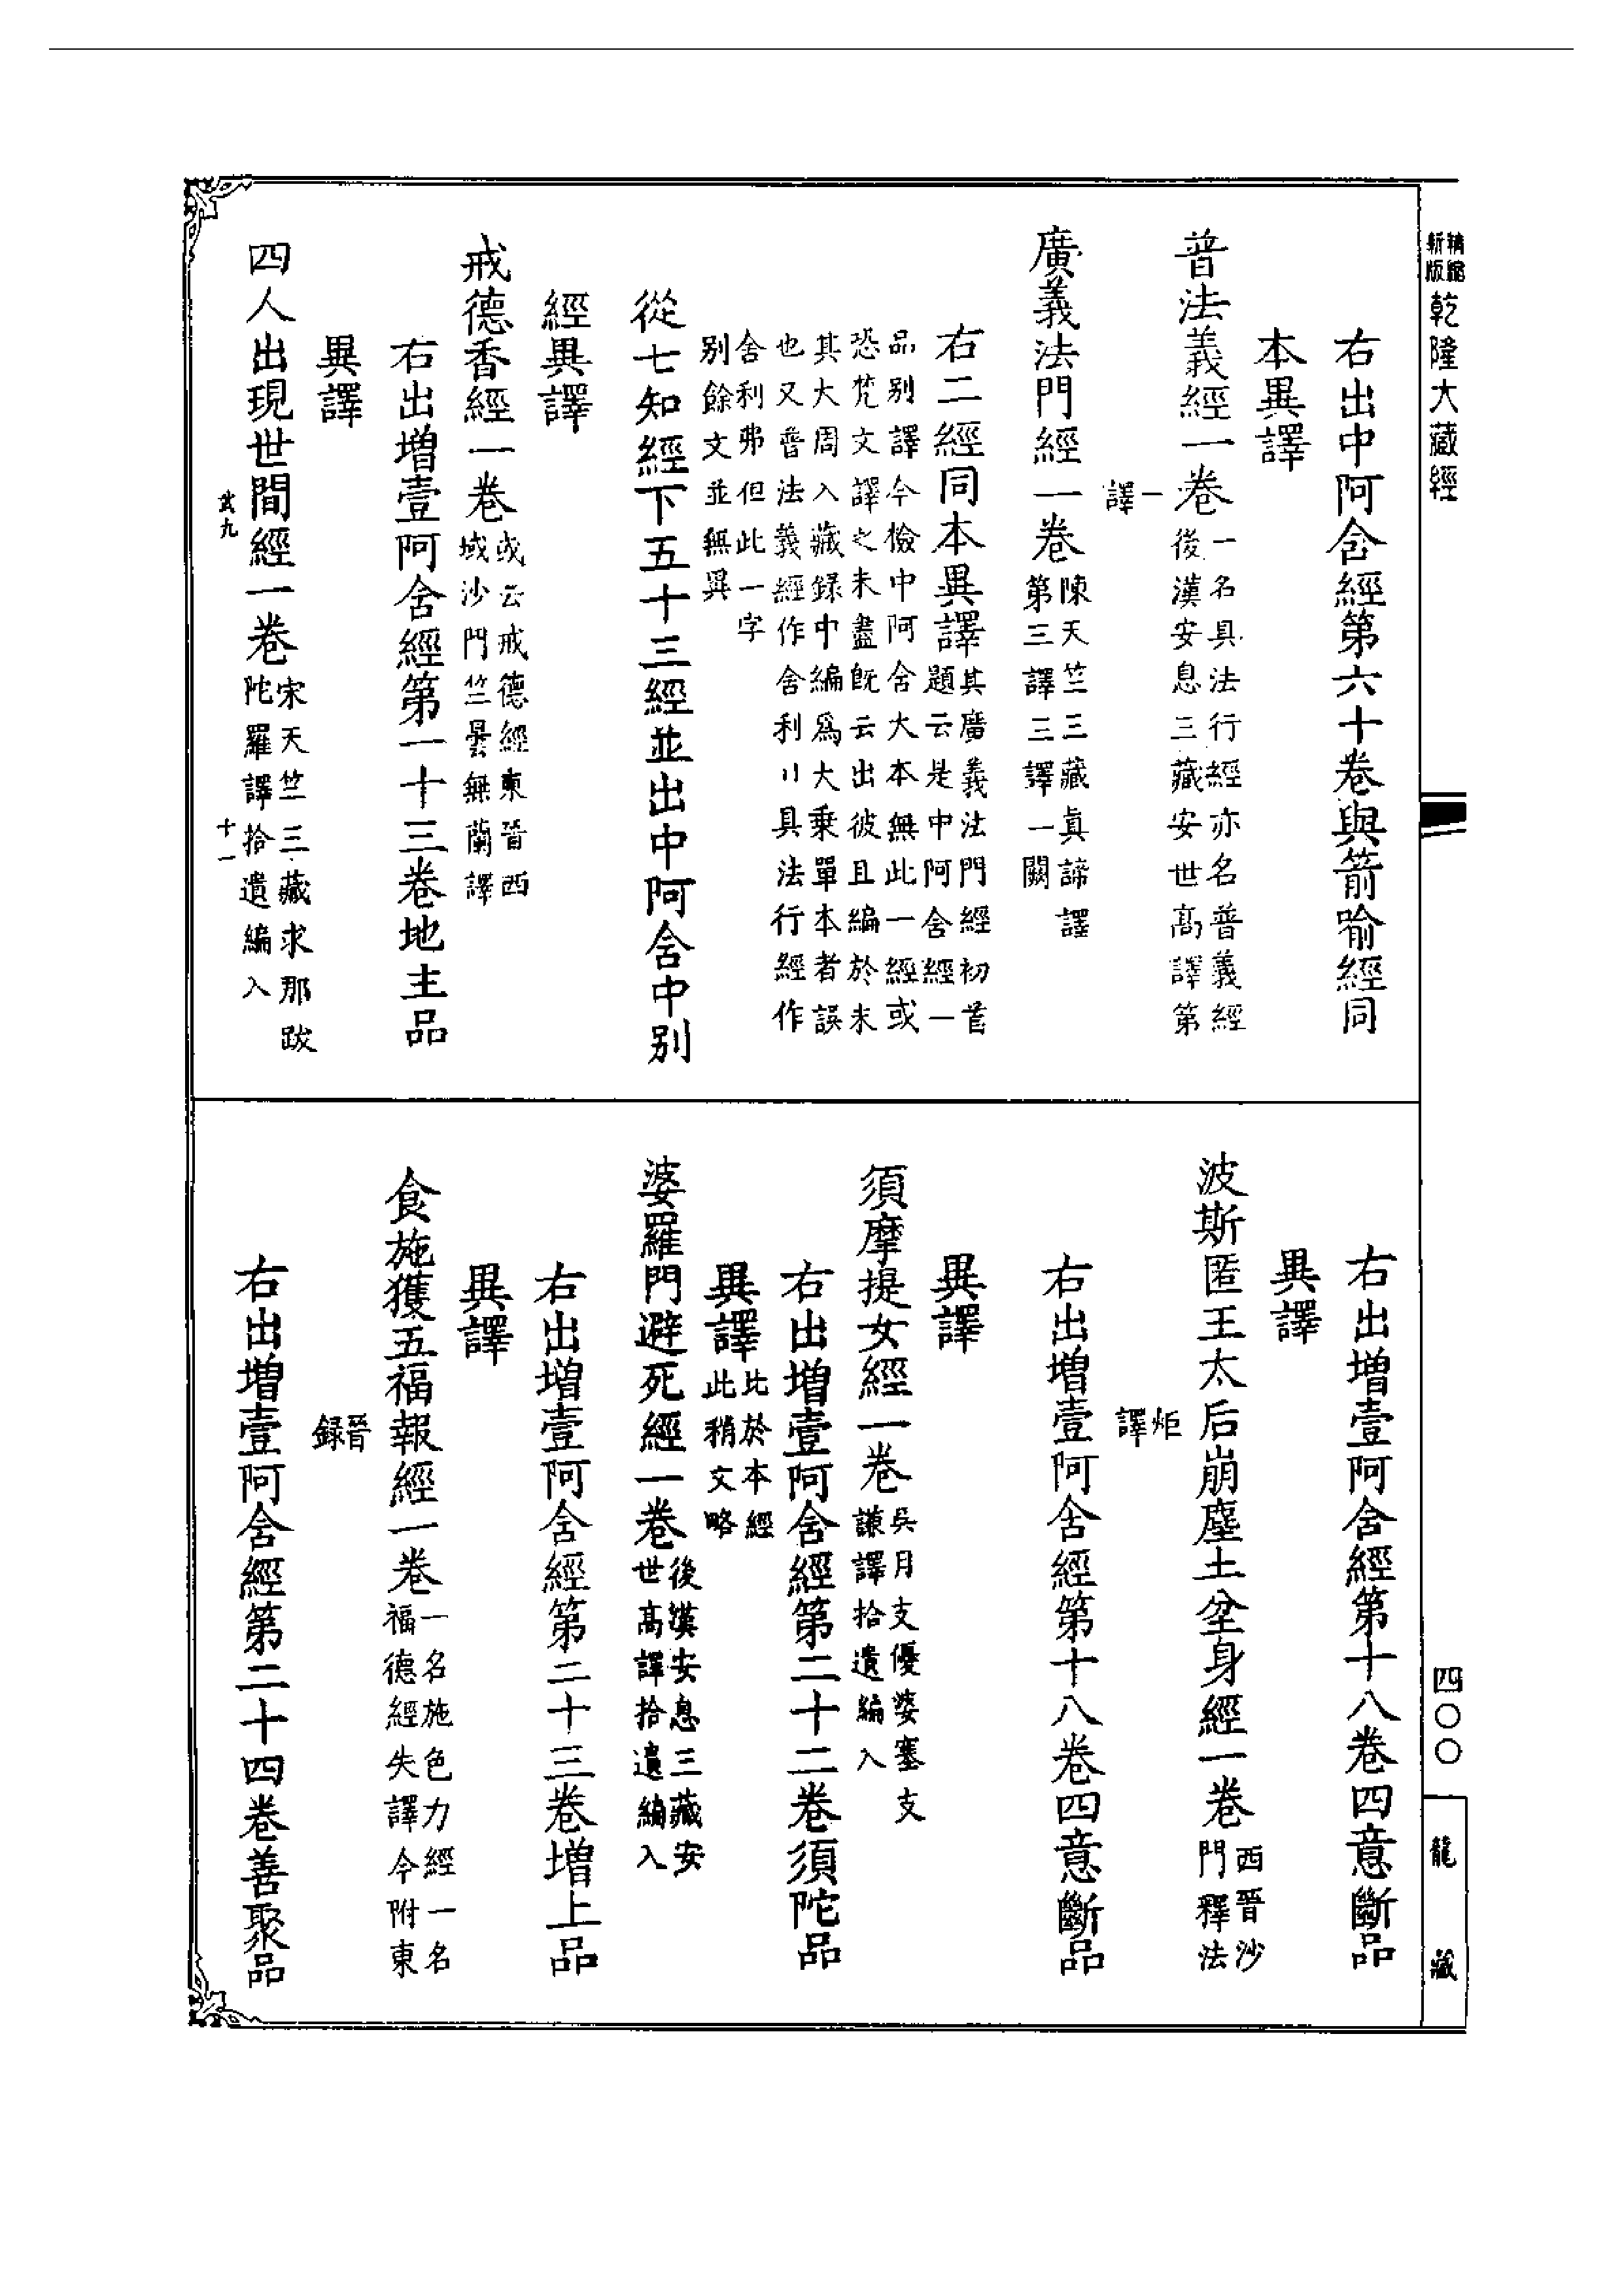 精縮新版 乾隆大藏經
四〇〇
龍藏
右出中阿含經第六十卷與箭喻經同
本異譯
普法義經一卷
一名具法行經亦名普義經
後漢安息三藏安世高譯第
一
譯
廣義法門經一卷
陳天竺三藏真諦譯
第三譯三譯一闕
右二經同本異譯
其廣義法門經初首
題云是中阿含經一
品別譯今檢中阿含大本無此一經或
恐梵文譯之未盡既云出彼且編於末
其大周入藏録中編爲大乘單本者誤
也又普法義經作舍利曰具法行經作
舍利弗但此一字
別餘文並無異
從七知經下五十三經並出中阿含中別
經異譯
戒德香經一卷
或云戒德經東晉西
域沙門竺曇無蘭譯
右出增壹阿含經第一十三卷地主品
異譯
四人出現世間經一卷
宋天竺三藏求那跋
陀羅譯拾遺編入
武九 十一
右出增壹阿含經第十八卷四意斷品
異譯
波斯匿王太后崩塵土坌身經一卷
西晉沙
門釋法
炬
譯
右出增壹阿含經第十八卷四意斷品
異譯
須摩提女經一卷
吳月支優婆塞支
謙譯拾遺編入
右出增壹阿含經第二十二卷須陀品
異譯
比於本經
此稍文略
婆羅門避死經一卷
後漢安息三藏安
世高譯拾遺編入
右出增壹阿含經第二十三卷增上品
異譯
食施獲五福報經一卷
一名施色力經一名
福德經失譯今附東
晉
録
右出增壹阿含經第二十四卷善聚品